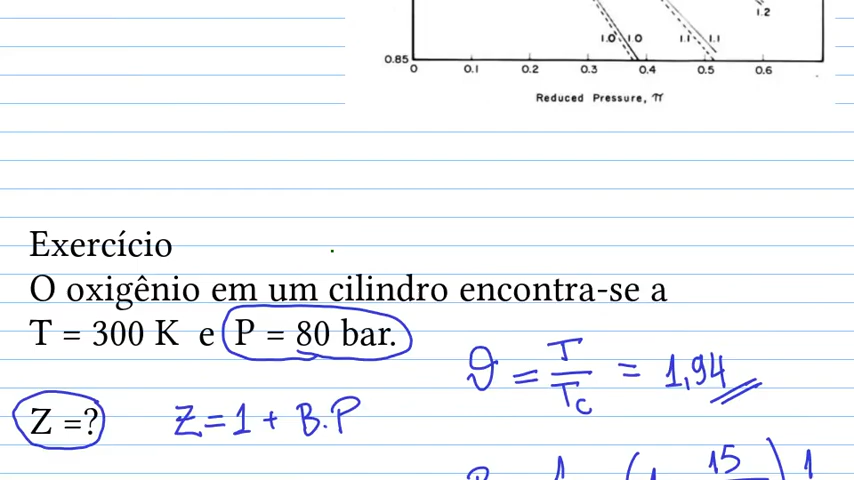 1.2
1.0 1.0 1.1 1.1
0.85
0 0.1 0.2 0.3 0.4 0.5 0.6
Reduced Pressure, π
Exercício
O oxigênio em um cilindro encontra-se a
T = 300 K e P = 80 bar.
ϑ = T/Tc = 1,94
Z =? Z = 1 + B.P
15 1